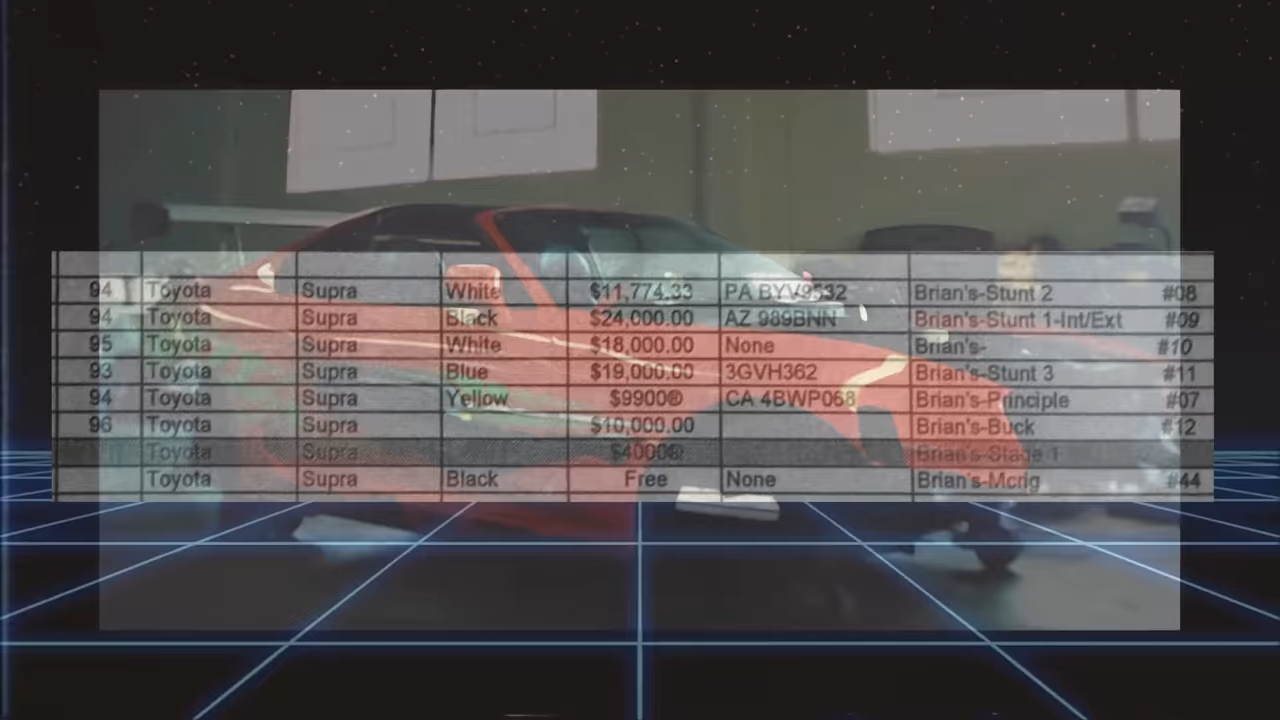 94 Toyota Supra White $11,774.33 PA BYV9532 Brian's-Stunt 2 #08
94 Toyota Supra Black $24,000.00 AZ 989BNN Brian's-Stunt 1-Int/Ext #09
95 Toyota Supra White $18,000.00 None Brian's- #10
93 Toyota Supra Blue $19,000.00 3GVH362 Brian's-Stunt 3 #11
94 Toyota Supra Yellow $9900® CA 4BWP068 Brian's-Principle #07
96 Toyota Supra $10,000.00 Brian's-Buck #12
Toyota Supra $4000® Brian's-Stage 1
Toyota Supra Black Free None Brian's-Mcrig #44